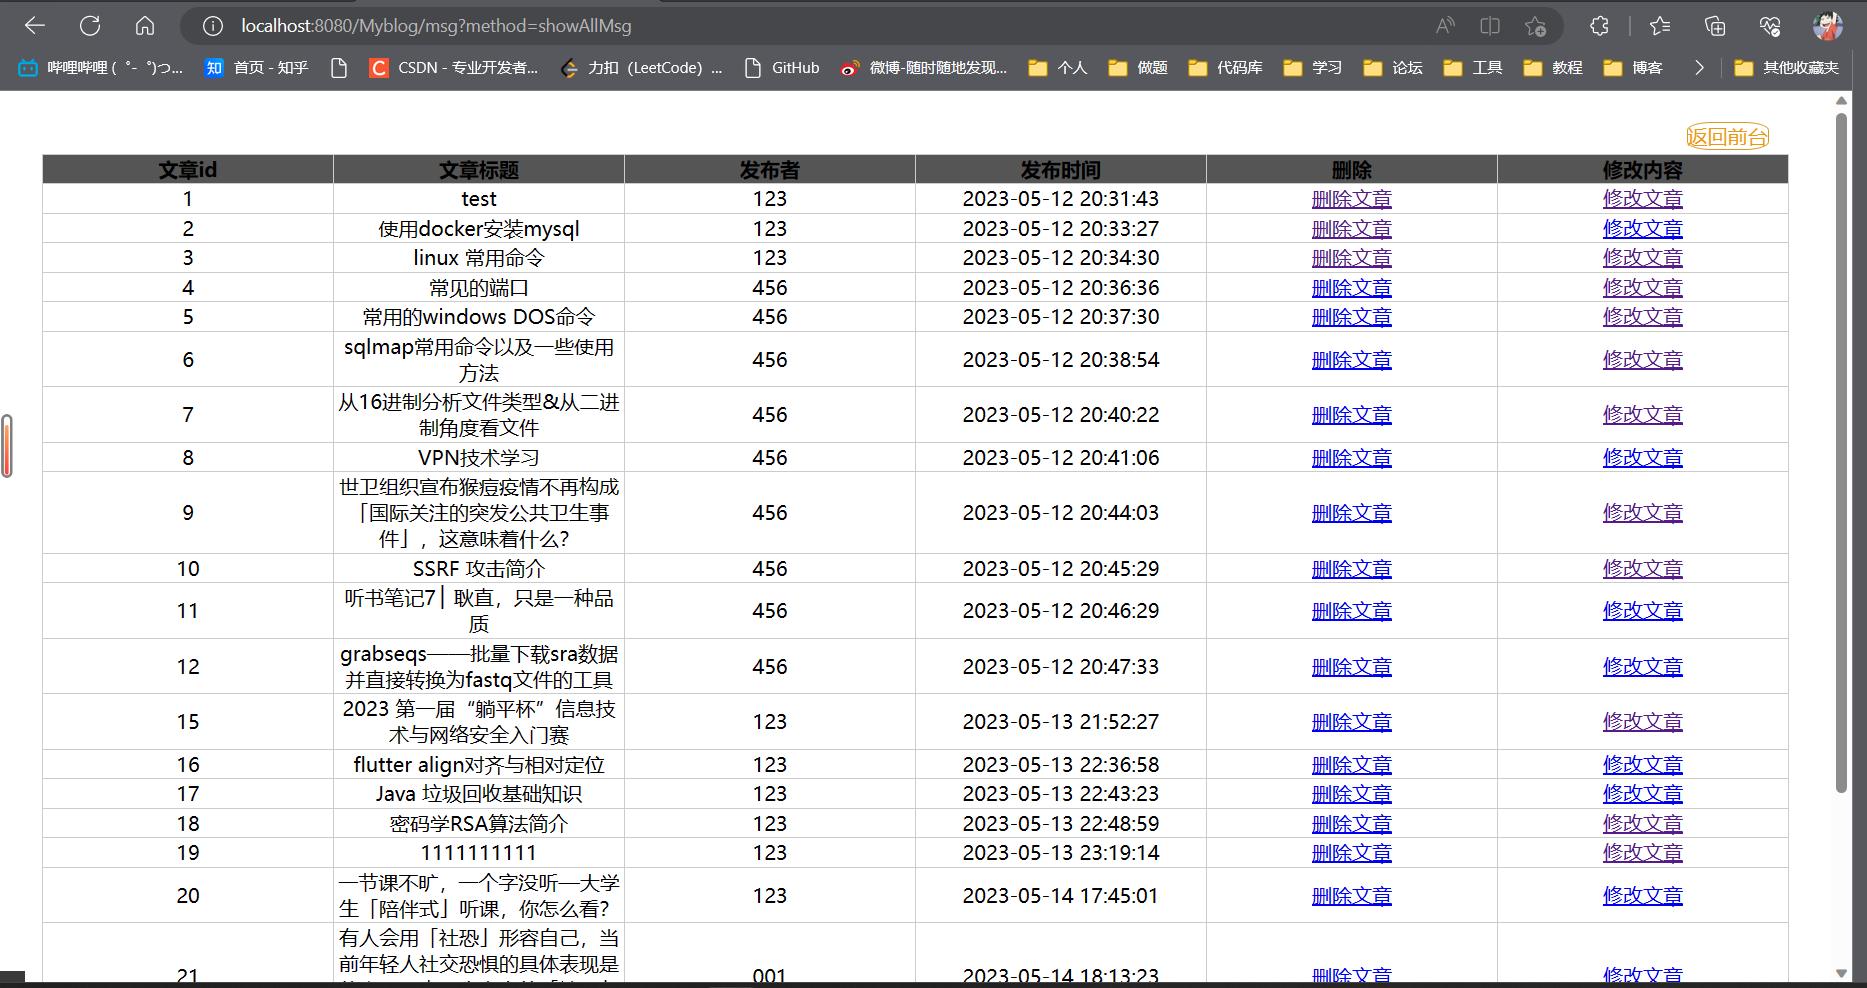 localhost:8080/Myblog/msg?method=showAllMsg
哔哩哔哩 (゜-゜)つ... 首页 - 知乎 CSDN - 专业开发者... 力扣（LeetCode）... GitHub 微博-随时随地发现... 个人 做题 代码库 学习 论坛 工具 教程 博客 其他收藏夹
返回前台
文章id 文章标题 发布者 发布时间 删除 修改内容
1 test 123 2023-05-12 20:31:43 删除文章 修改文章
2 使用docker安装mysql 123 2023-05-12 20:33:27 删除文章 修改文章
3 linux 常用命令 123 2023-05-12 20:34:30 删除文章 修改文章
4 常见的端口 456 2023-05-12 20:36:36 删除文章 修改文章
5 常用的windows DOS命令 456 2023-05-12 20:37:30 删除文章 修改文章
6 sqlmap常用命令以及一些使用
方法 456 2023-05-12 20:38:54 删除文章 修改文章
7 从16进制分析文件类型&从二进
制角度看文件 456 2023-05-12 20:40:22 删除文章 修改文章
8 VPN技术学习 456 2023-05-12 20:41:06 删除文章 修改文章
9 世卫组织宣布猴痘疫情不再构成
「国际关注的突发公共卫生事
件」，这意味着什么？ 456 2023-05-12 20:44:03 删除文章 修改文章
10 SSRF 攻击简介 456 2023-05-12 20:45:29 删除文章 修改文章
11 听书笔记7│耿直，只是一种品
质 456 2023-05-12 20:46:29 删除文章 修改文章
12 grabseqs——批量下载sra数据
并直接转换为fastq文件的工具 456 2023-05-12 20:47:33 删除文章 修改文章
15 2023 第一届“躺平杯”信息技
术与网络安全入门赛 123 2023-05-13 21:52:27 删除文章 修改文章
16 flutter align对齐与相对定位 123 2023-05-13 22:36:58 删除文章 修改文章
17 Java 垃圾回收基础知识 123 2023-05-13 22:43:23 删除文章 修改文章
18 密码学RSA算法简介 123 2023-05-13 22:48:59 删除文章 修改文章
19 1111111111 123 2023-05-13 23:19:14 删除文章 修改文章
20 一节课不旷，一个字没听—大学
生「陪伴式」听课，你怎么看？ 123 2023-05-14 17:45:01 删除文章 修改文章
21 有人会用「社恐」形容自己，当
前年轻人社交恐惧的具体表现是
001 2023-05-14 18:13:23 删除文章 修改文章